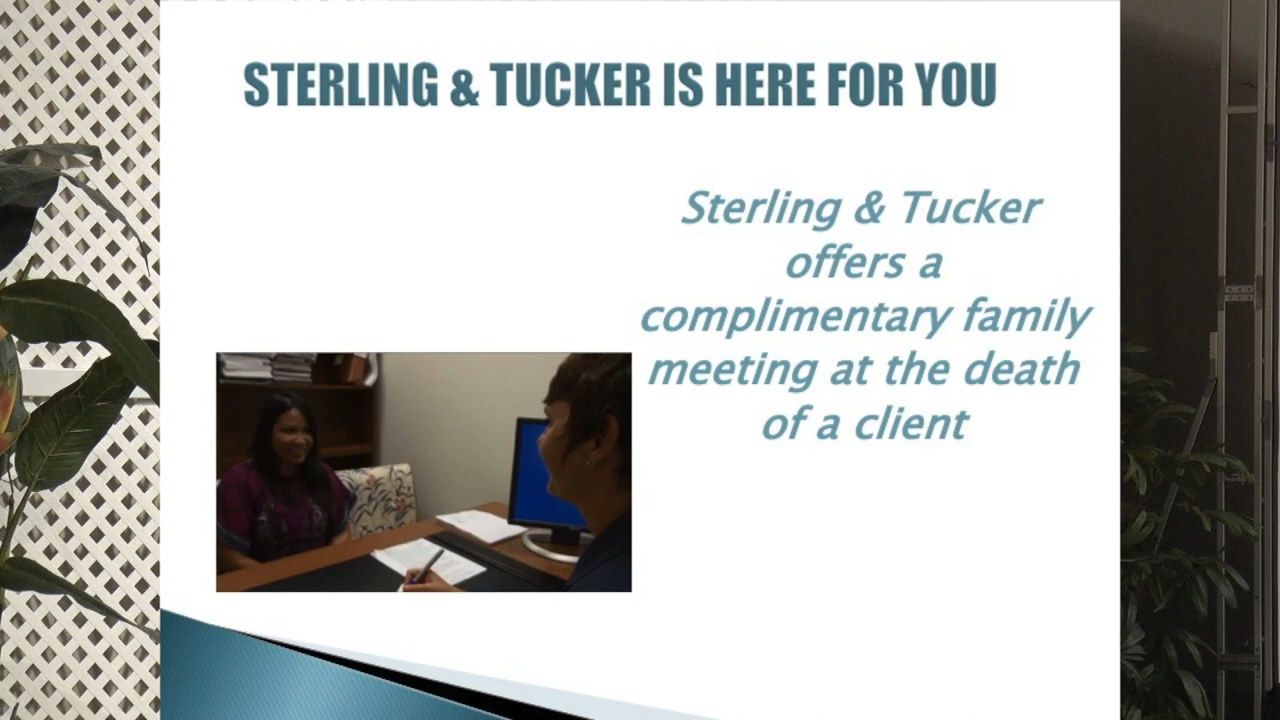 STERLING & TUCKER IS HERE FOR YOU
Sterling & Tucker
offers a
complimentary family
meeting at the death
of a client